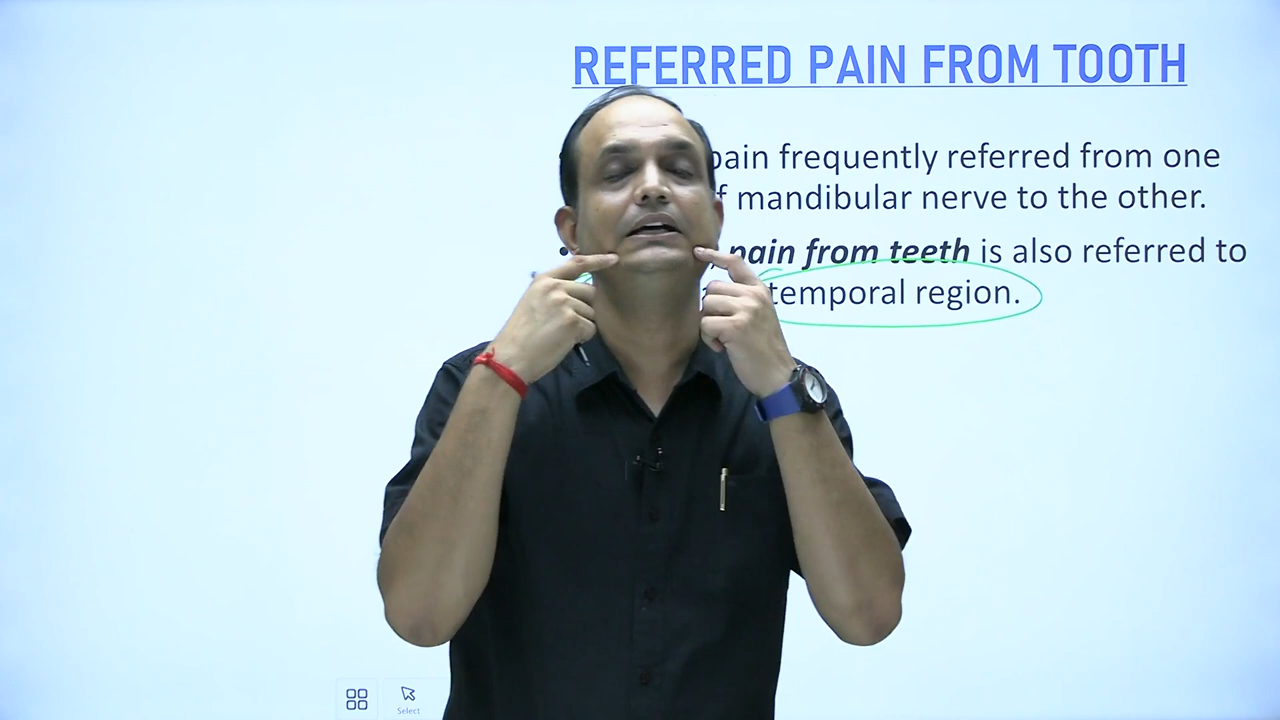 REFERRED PAIN FROM TOOTH
pain frequently referred from one
mandibular nerve to the other.
• pain from teeth is also referred to
temporal region.
Select